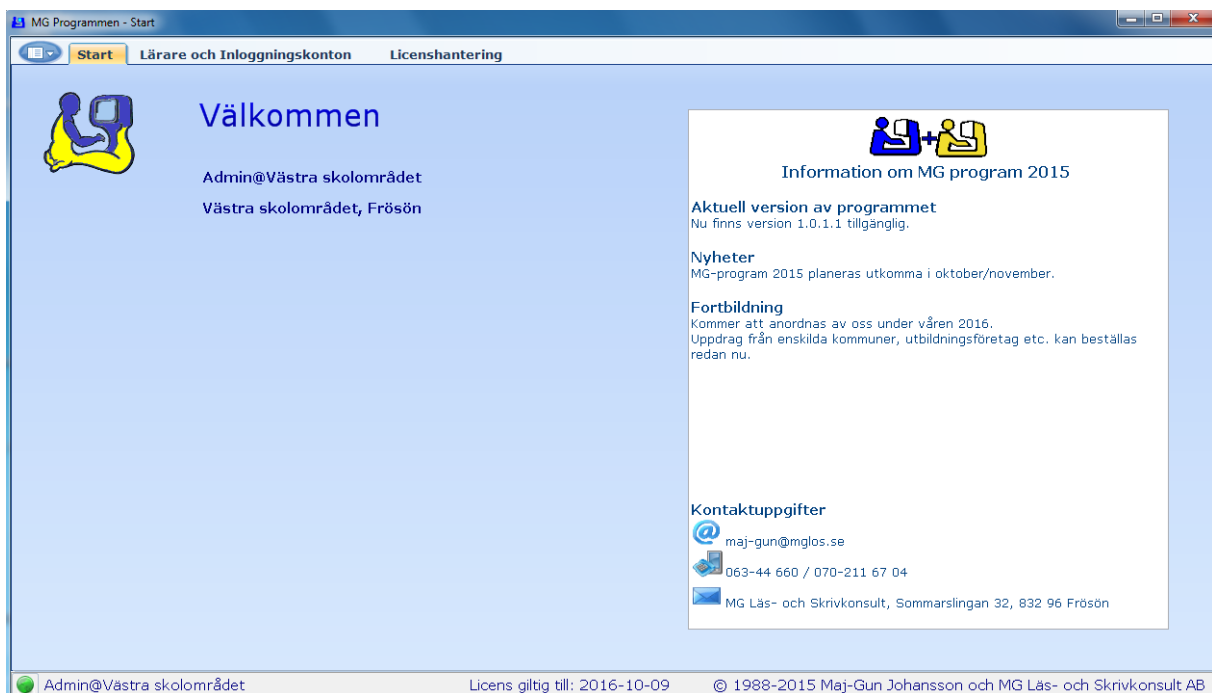 MG Programmen - Start
Start Lärare och Inloggningskonton Licenshantering
Välkommen
Admin@Västra skolområdet
Västra skolområdet, Frösön
Information om MG program 2015
Aktuell version av programmet
Nu finns version 1.0.1.1 tillgänglig.
Nyheter
MG-program 2015 planeras utkomma i oktober/november.
Fortbildning
Kommer att anordnas av oss under våren 2016.
Uppdrag från enskilda kommuner, utbildningsföretag etc. kan beställas
redan nu.
Kontaktuppgifter
maj-gun@mglos.se
063-44 660 / 070-211 67 04
MG Läs- och Skrivkonsult, Sommarslingan 32, 832 96 Frösön
Admin@Västra skolområdet Licens giltig till: 2016-10-09 © 1988-2015 Maj-Gun Johansson och MG Läs- och Skrivkonsult AB